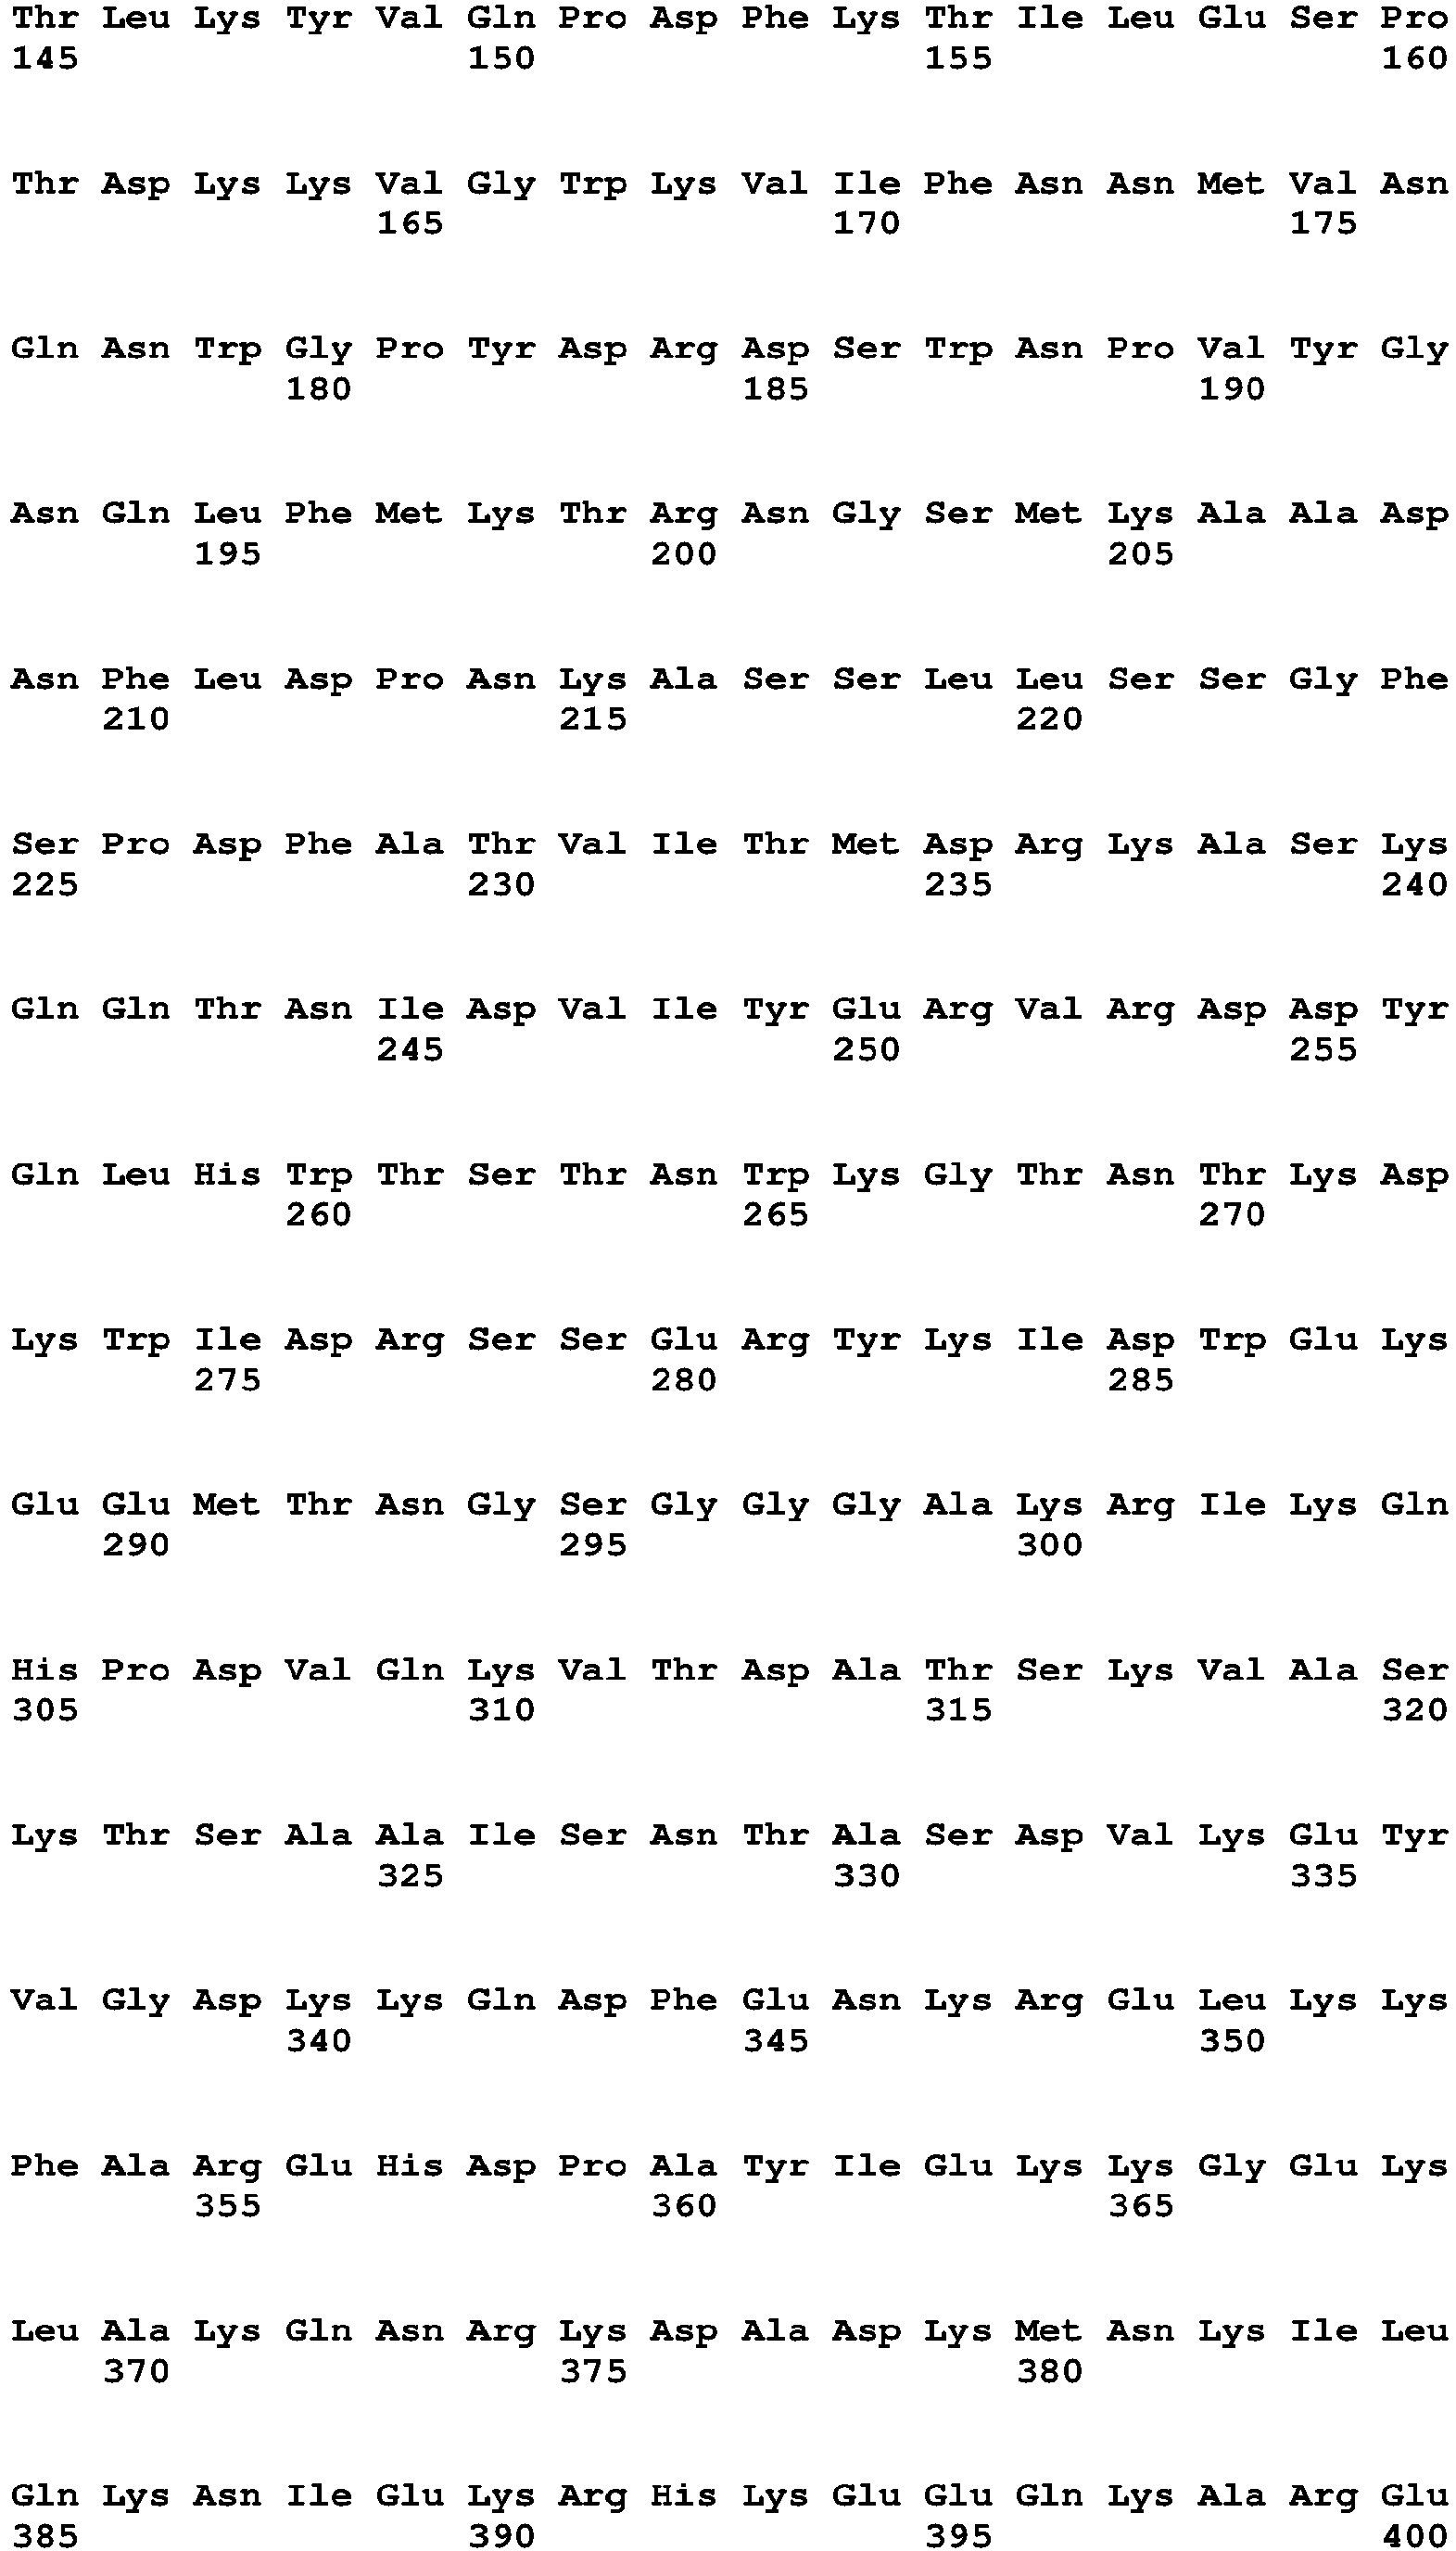 Thr Leu Lys Tyr Val Gln Pro Asp Phe Lys Thr Ile Leu Glu Ser Pro
145 150 155 160
Thr Asp Lys Lys Val Gly Trp Lys Val Ile Phe Asn Asn Met Val Asn
165 170 175
Gln Asn Trp Gly Pro Tyr Asp Arg Asp Ser Trp Asn Pro Val Tyr Gly
180 185 190
Asn Gln Leu Phe Met Lys Thr Arg Asn Gly Ser Met Lys Ala Ala Asp
195 200 205
Asn Phe Leu Asp Pro Asn Lys Ala Ser Ser Leu Leu Ser Ser Gly Phe
210 215 220
Ser Pro Asp Phe Ala Thr Val Ile Thr Met Asp Arg Lys Ala Ser Lys
225 230 235 240
Gln Gln Thr Asn Ile Asp Val Ile Tyr Glu Arg Val Arg Asp Asp Tyr
245 250 255
Gln Leu His Trp Thr Ser Thr Asn Trp Lys Gly Thr Asn Thr Lys Asp
260 265 270
Lys Trp Ile Asp Arg Ser Ser Glu Arg Tyr Lys Ile Asp Trp Glu Lys
275 280 285
Glu Glu Met Thr Asn Gly Ser Gly Gly Gly Ala Lys Arg Ile Lys Gln
290 295 300
His Pro Asp Val Gln Lys Val Thr Asp Ala Thr Ser Lys Val Ala Ser
305 310 315 320
Lys Thr Ser Ala Ala Ile Ser Asn Thr Ala Ser Asp Val Lys Glu Tyr
325 330 335
Val Gly Asp Lys Lys Gln Asp Phe Glu Asn Lys Arg Glu Leu Lys Lys
340 345 350
Phe Ala Arg Glu His Asp Pro Ala Tyr Ile Glu Lys Lys Gly Glu Lys
355 360 365
Leu Ala Lys Gln Asn Arg Lys Asp Ala Asp Lys Met Asn Lys Ile Leu
370 375 380
Gln Lys Asn Ile Glu Lys Arg His Lys Glu Glu Gln Lys Ala Arg Glu
385 390 395 400